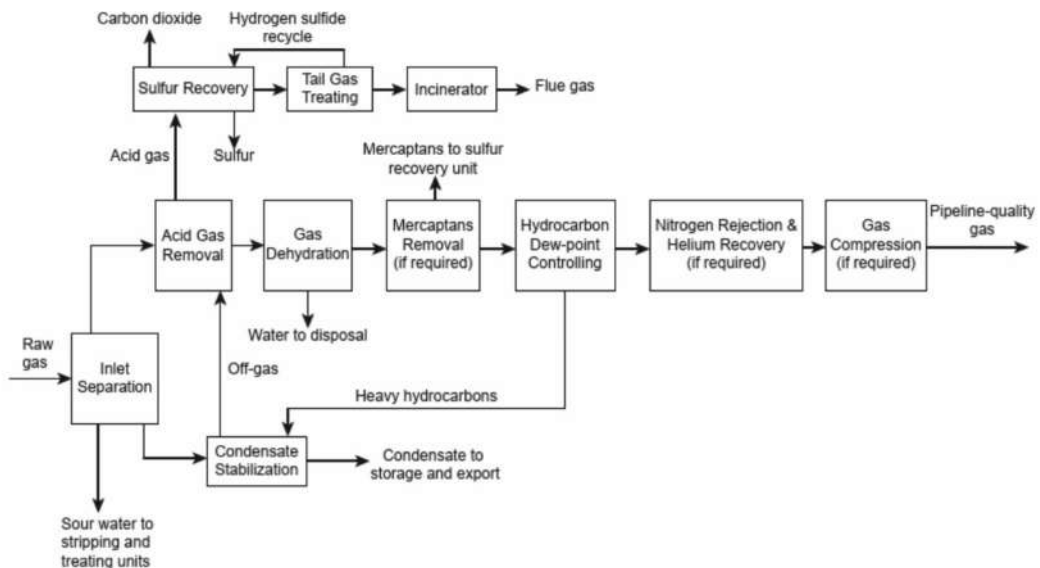 Carbon dioxide
Hydrogen sulfide
recycle
Sulfur Recovery
Tail Gas
Treating
Incinerator
Flue gas
Acid gas
Sulfur
Mercaptans to sulfur
recovery unit
Acid Gas
Removal
Gas
Dehydration
Mercaptans
Removal
(if required)
Hydrocarbon
Dew-point
Controlling
Nitrogen Rejection &
Helium Recovery
(if required)
Gas
Compression
(if required)
Pipeline-quality
gas
Water to disposal
Raw
gas
Inlet
Separation
Off-gas
Heavy hydrocarbons
Condensate
Stabilization
Condensate to
storage and export
Sour water to
stripping and
treating units